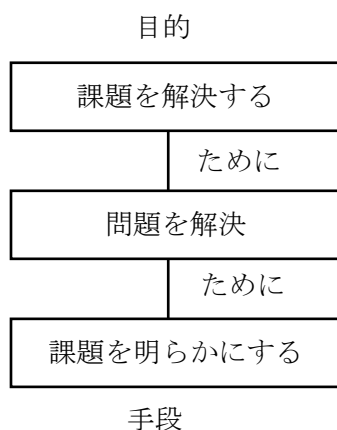 目的
課題を解決する
ために
問題を解決
ために
課題を明らかにする
手段